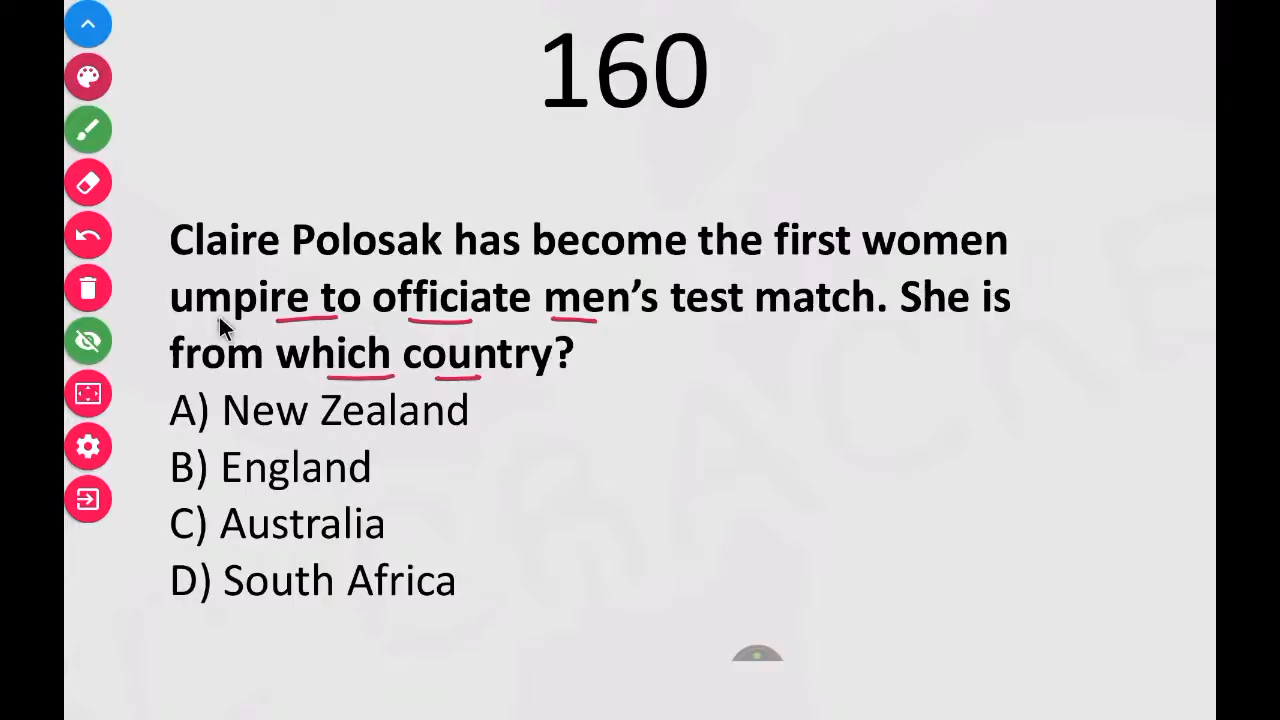 160
Claire Polosak has become the first women
umpire to officiate men’s test match. She is
from which country?
A) New Zealand
B) England
C) Australia
D) South Africa